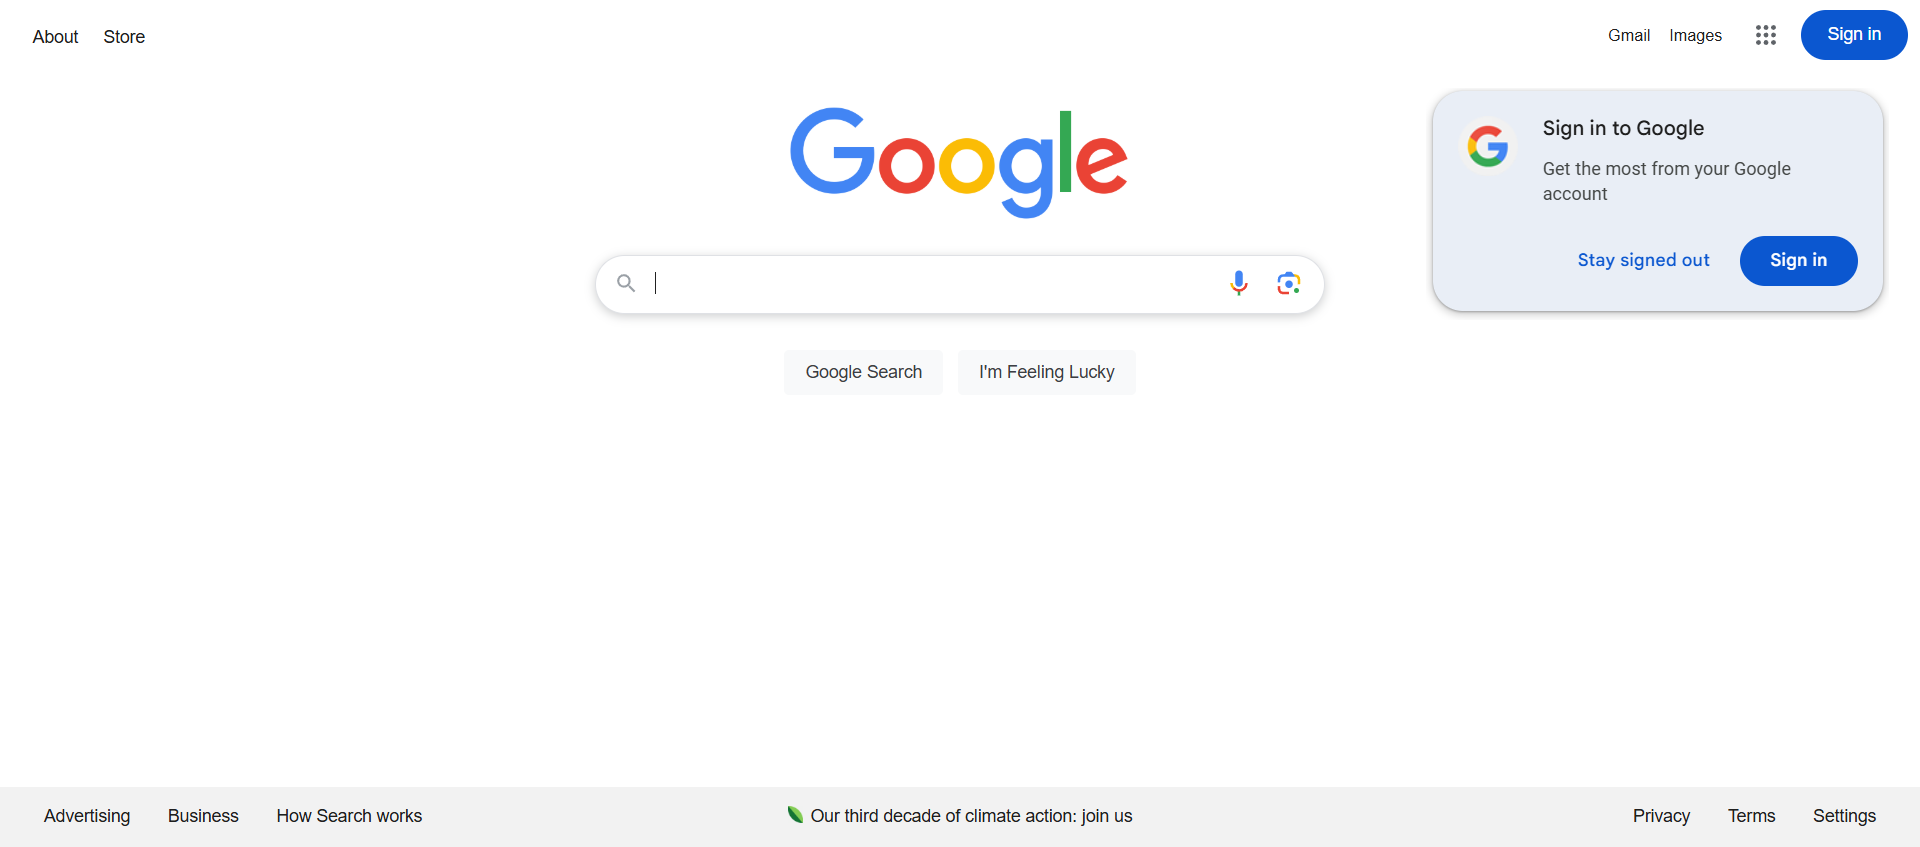 About Store
Gmail Images Sign in
Google
Sign in to Google
Get the most from your Google
account
Stay signed out Sign in
Google Search I'm Feeling Lucky
Advertising Business How Search works
Our third decade of climate action: join us
Privacy Terms Settings